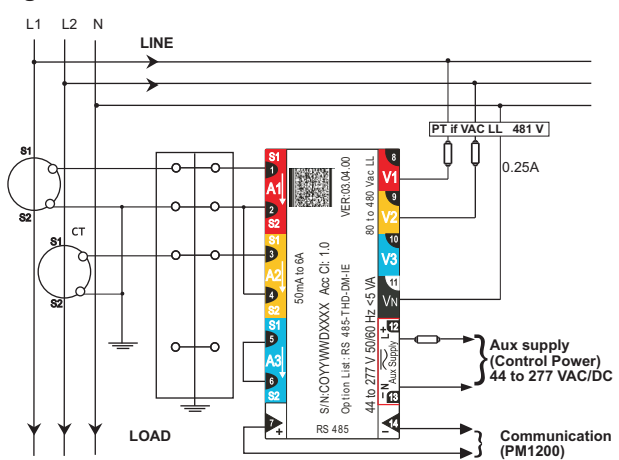 L1 L2 N
LINE
PT if VAC LL 481 V
0.25A
S1
S2
CT
S1
S2
S1
1
A1
2
S2
S1
3
A2
4
S2
S1
5
A3
6
S2
7
+
VER:03.04.00
80 to 480 Vac LL
50mA to 6A
S/N:COYYWWDXXXX Acc Cl: 1.0
Option List: RS 485-THD-DM-IE
44 to 277 V 50/60 Hz <5 VA
RS 485
8
V1
9
V2
10
V3
11
VN
12
L+
Aux Supply
−N
13
14
−
Aux supply
(Control Power)
44 to 277 VAC/DC
LOAD
Communication
(PM1200)